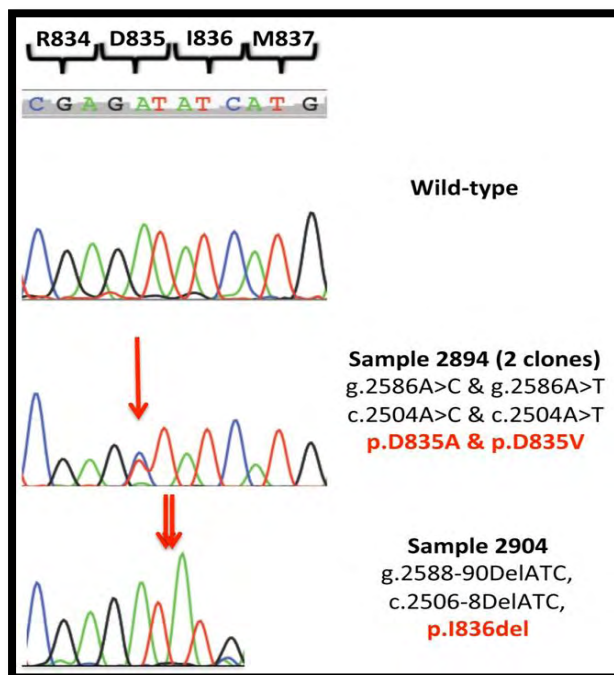 R834 D835 I836 M837
C G A G A T A T C A T G
Wild-type
Sample 2894 (2 clones)
g.2586A>C & g.2586A>T
c.2504A>C & c.2504A>T
p.D835A & p.D835V
Sample 2904
g.2588-90DelATC,
c.2506-8DelATC,
p.I836del